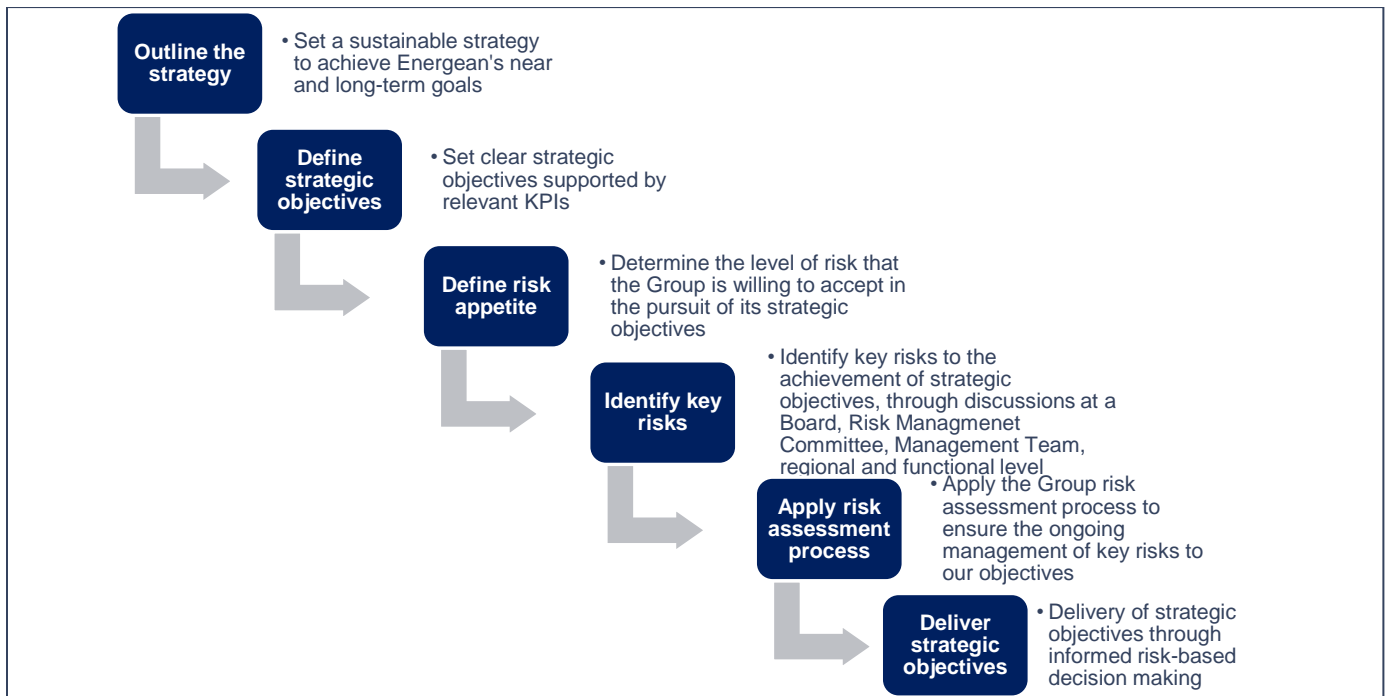 Outline the
strategy
• Set a sustainable strategy
to achieve Energean's near
and long-term goals
Define
strategic
objectives
• Set clear strategic
objectives supported by
relevant KPIs
Define risk
appetite
• Determine the level of risk that
the Group is willing to accept in
the pursuit of its strategic
objectives
Identify key
risks
• Identify key risks to the
achievement of strategic
objectives, through discussions at a
Board, Risk Managmenet
Committee, Management Team,
regional and functional level
Apply risk
assessment
process
• Apply the Group risk
assessment process to
ensure the ongoing
management of key risks to
our objectives
Deliver
strategic
objectives
• Delivery of strategic
objectives through
informed risk-based
decision making